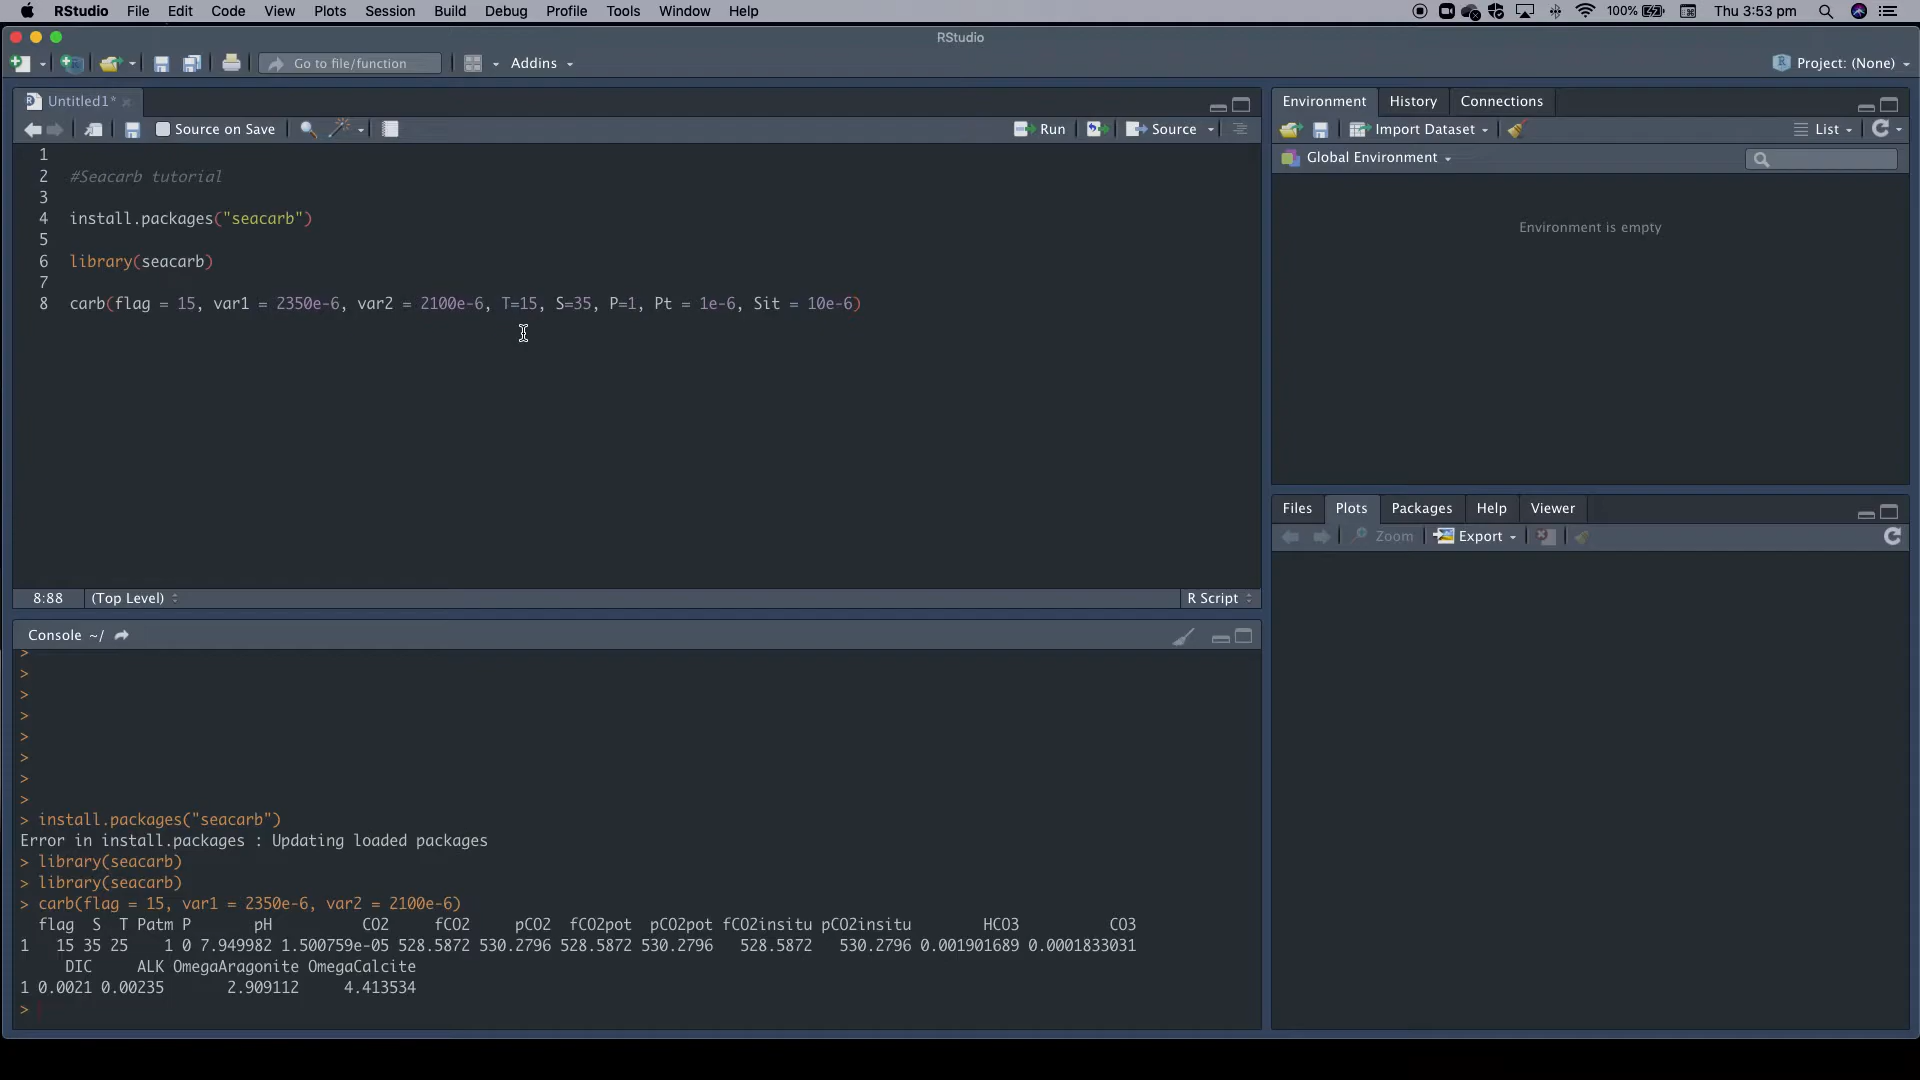 RStudio File Edit Code View Plots Session Build Debug Profile Tools Window Help 100% Thu 3:53 pm
RStudio
Go to file/function Addins Project: (None)
Untitled1*
Source on Save Run Source
1
2 #Seacarb tutorial
3
4 install.packages("seacarb")
5
6 library(seacarb)
7
8 carb(flag = 15, var1 = 2350e-6, var2 = 2100e-6, T=15, S=35, P=1, Pt = 1e-6, Sit = 10e-6)
8:88 (Top Level) R Script
Console ~/
>
>
>
>
>
>
>
>
> install.packages("seacarb")
Error in install.packages : Updating loaded packages
> library(seacarb)
> library(seacarb)
> carb(flag = 15, var1 = 2350e-6, var2 = 2100e-6)
flag S T Patm P pH CO2 fCO2 pCO2 fCO2pot pCO2pot fCO2insitu pCO2insitu HCO3 CO3
1 15 35 25 1 0 7.949982 1.500759e-05 528.5872 530.2796 528.5872 530.2796 528.5872 530.2796 0.001901689 0.0001833031
DIC ALK OmegaAragonite OmegaCalcite
1 0.0021 0.00235 2.909112 4.413534
>
Environment History Connections
Import Dataset List
Global Environment
Environment is empty
Files Plots Packages Help Viewer
Zoom Export